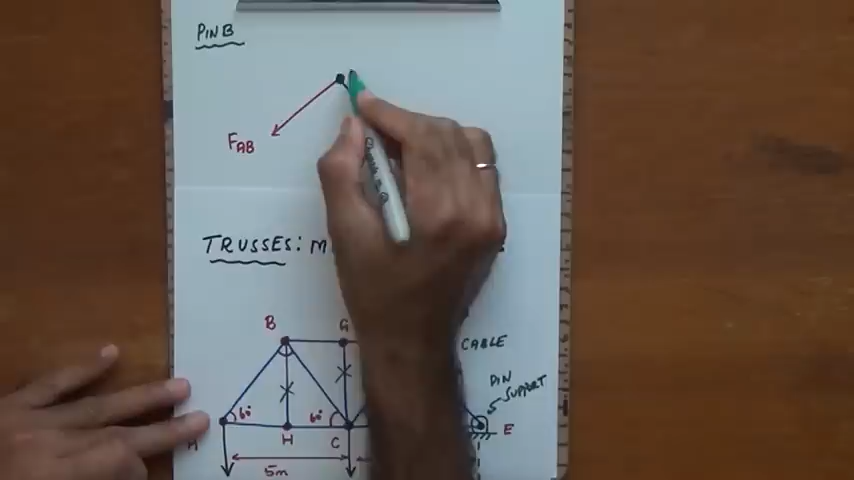 PIN B
FAB
TRUSSES: M
B
G
CABLE
PIN
SUPPORT
60°
60°
A
H
C
E
5m